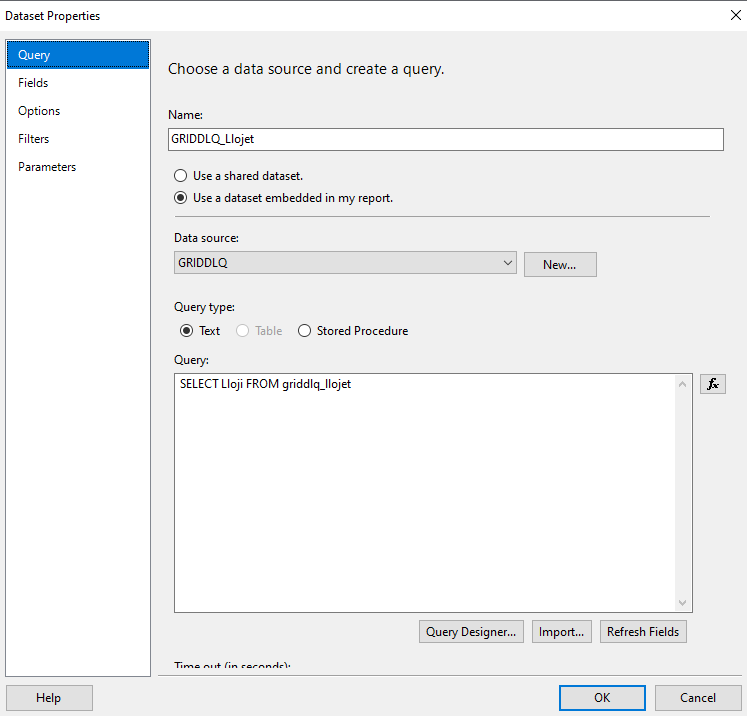 Dataset Properties
Query
Fields
Options
Filters
Parameters
Choose a data source and create a query.
Name:
GRIDDLQ_Llojet
Use a shared dataset.
Use a dataset embedded in my report.
Data source:
GRIDDLQ
New...
Query type:
Text
Table
Stored Procedure
Query:
SELECT Lloji FROM griddlq_llojet
fx
Query Designer...
Import...
Refresh Fields
Time out (in seconds):
Help
OK
Cancel